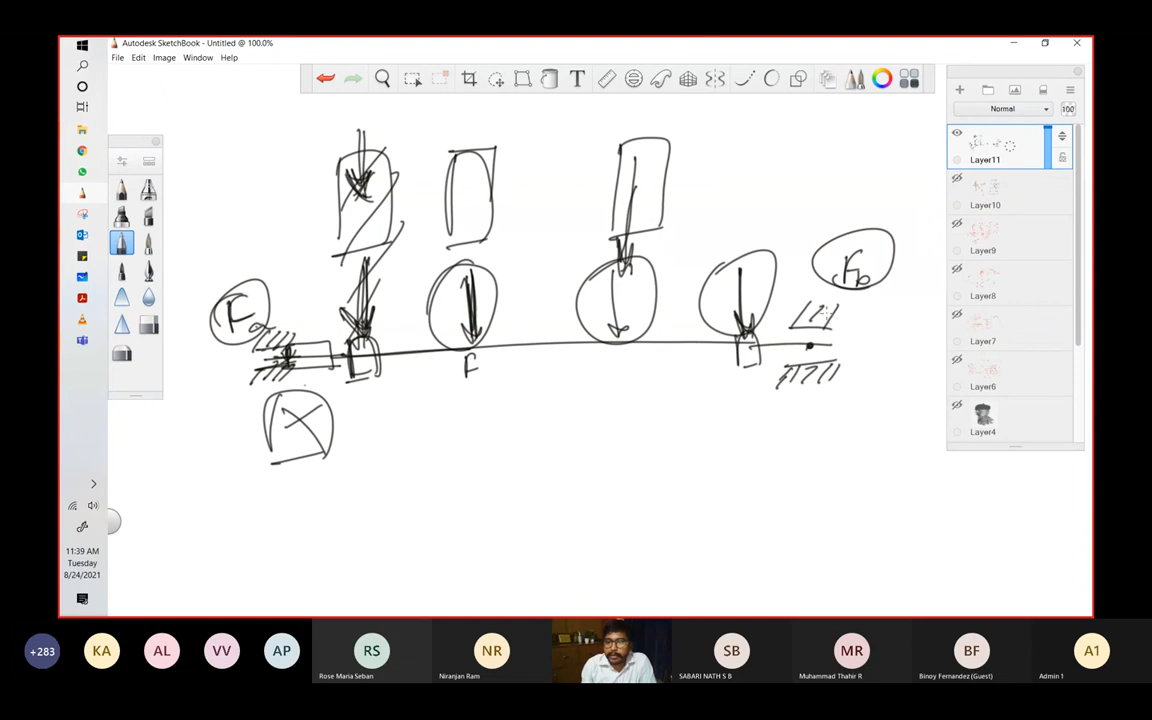 Autodesk SketchBook - Untitled @ 100.0%
File Edit Image Window Help
T
Normal
100
Layer11
Layer10
Layer9
Layer8
Layer7
Layer6
Layer4
Fa
Fb
F
11:39 AM
Tuesday
8/24/2021
+283
KA
AL
VV
AP
RS
Rose Maria Seban
NR
Niranjan Ram
SB
SABARI NATH S B
MR
Muhammad Thahir R
BF
Binoy Fernandez (Guest)
A1
Admin 1